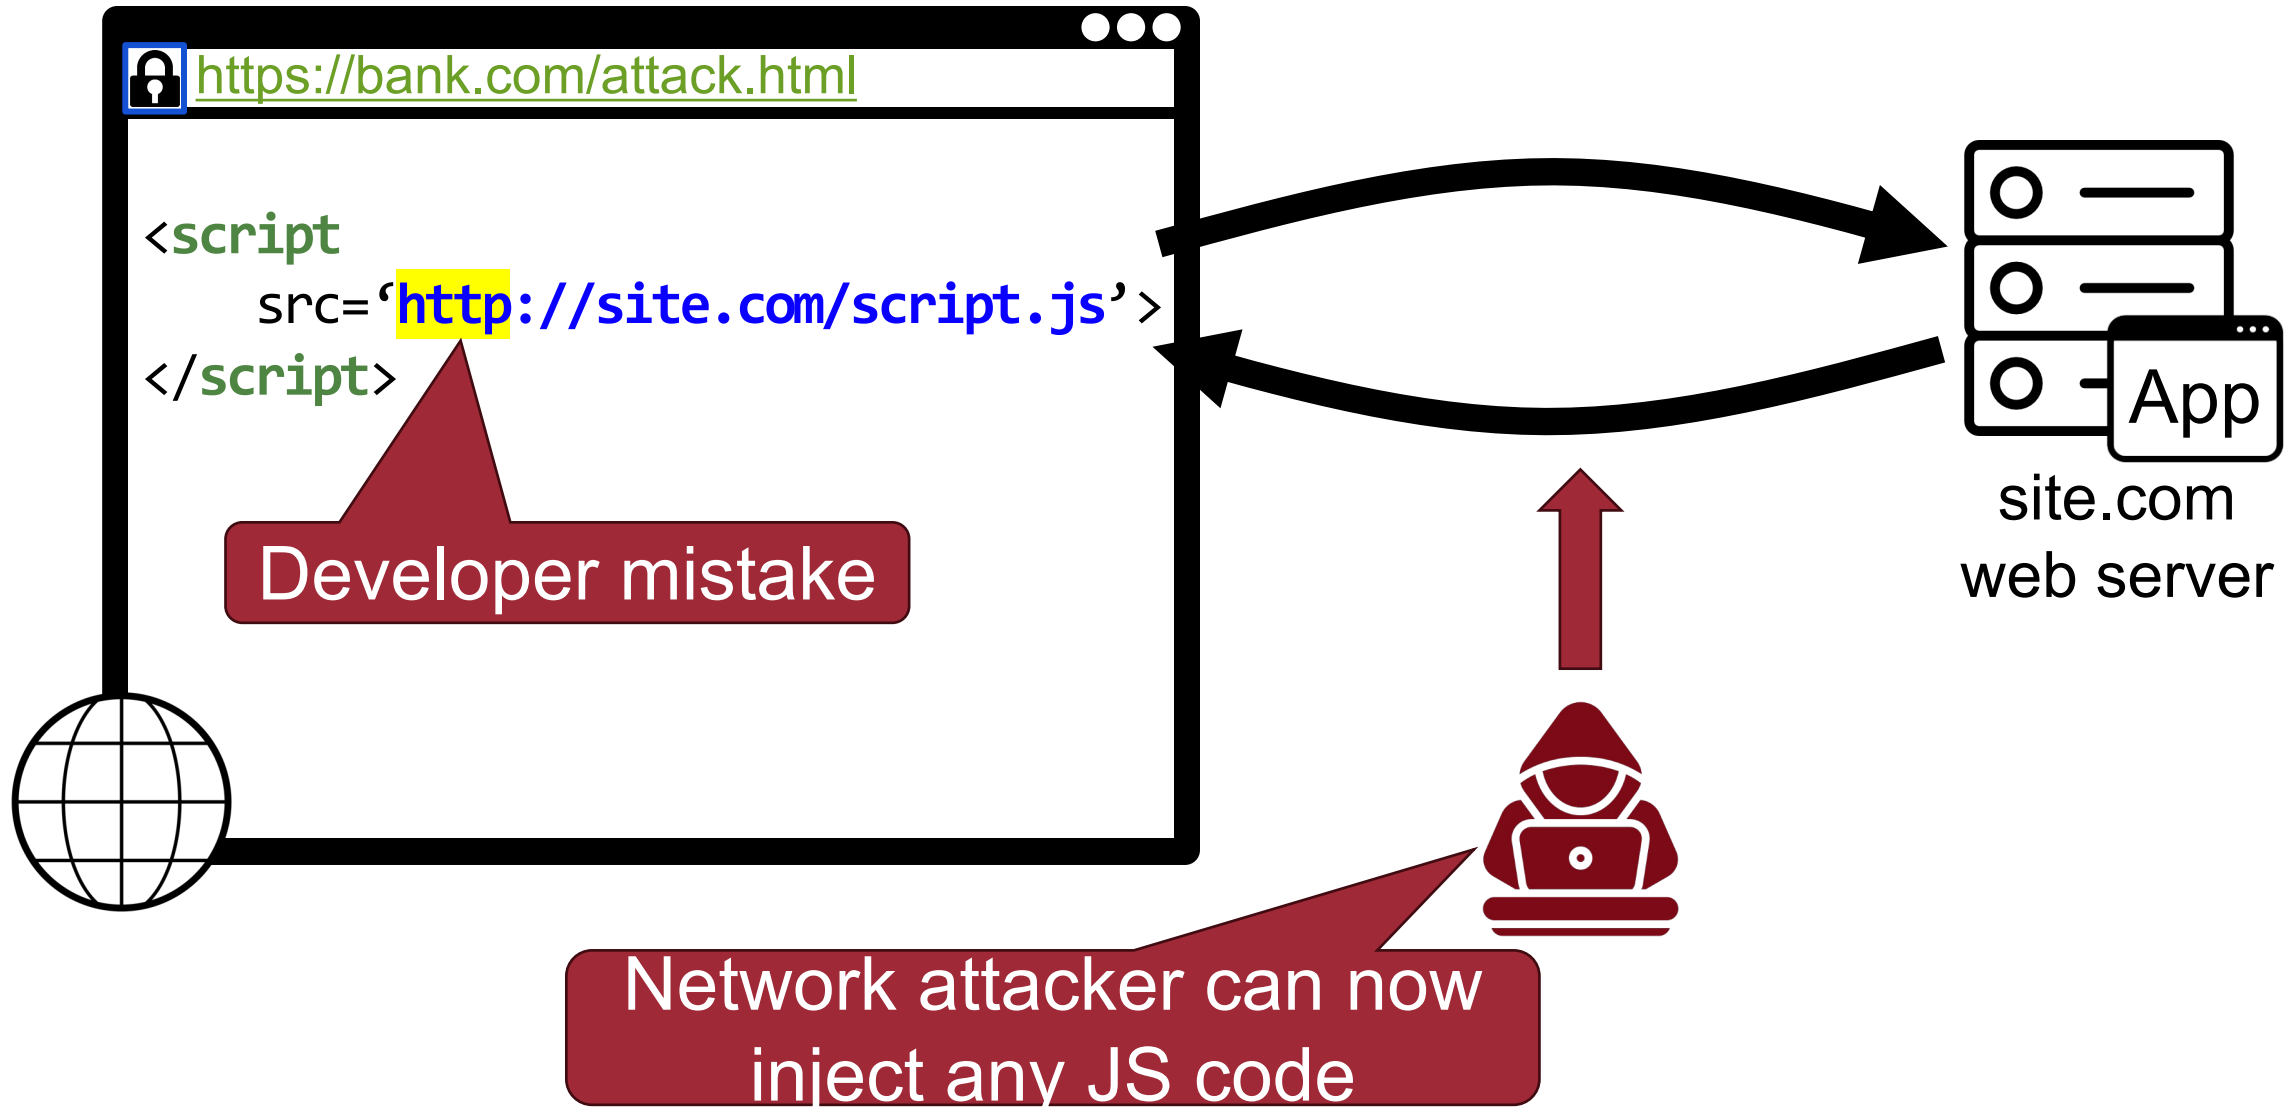 https://bank.com/attack.html
<script
src=‘http://site.com/script.js’>
</script>
Developer mistake
App
site.com
web server
Network attacker can now
inject any JS code